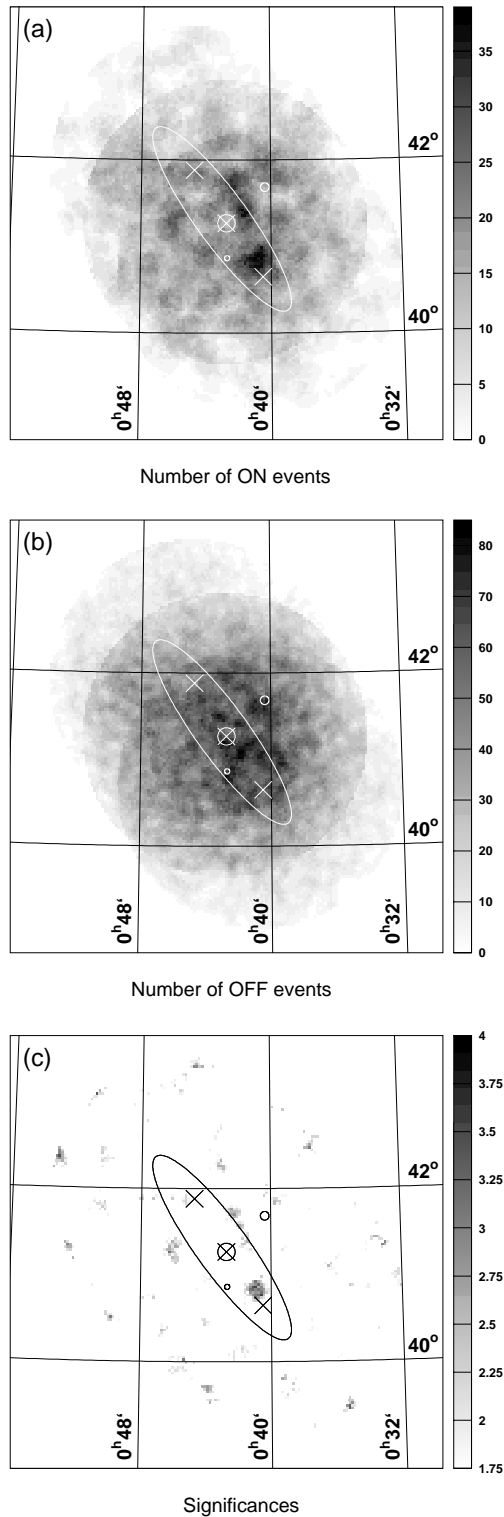 (a)
35
30
25
20
15
10
5
0
42°
40°
0h48‘
0h40‘
0h32‘
Number of ON events
(b)
80
70
60
50
40
30
20
10
0
42°
40°
0h48‘
0h40‘
0h32‘
Number of OFF events
(c)
4
3.75
3.5
3.25
3
2.75
2.5
2.25
2
1.75
42°
40°
0h48‘
0h40‘
0h32‘
Significances